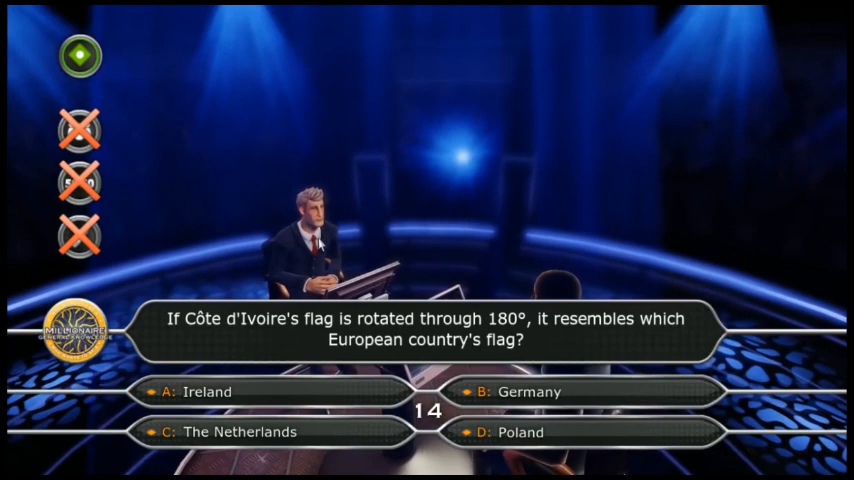 MILLIONAIRE
If Côte d'Ivoire's flag is rotated through 180°, it resembles which
European country's flag?
A: Ireland
B: Germany
14
C: The Netherlands
D: Poland